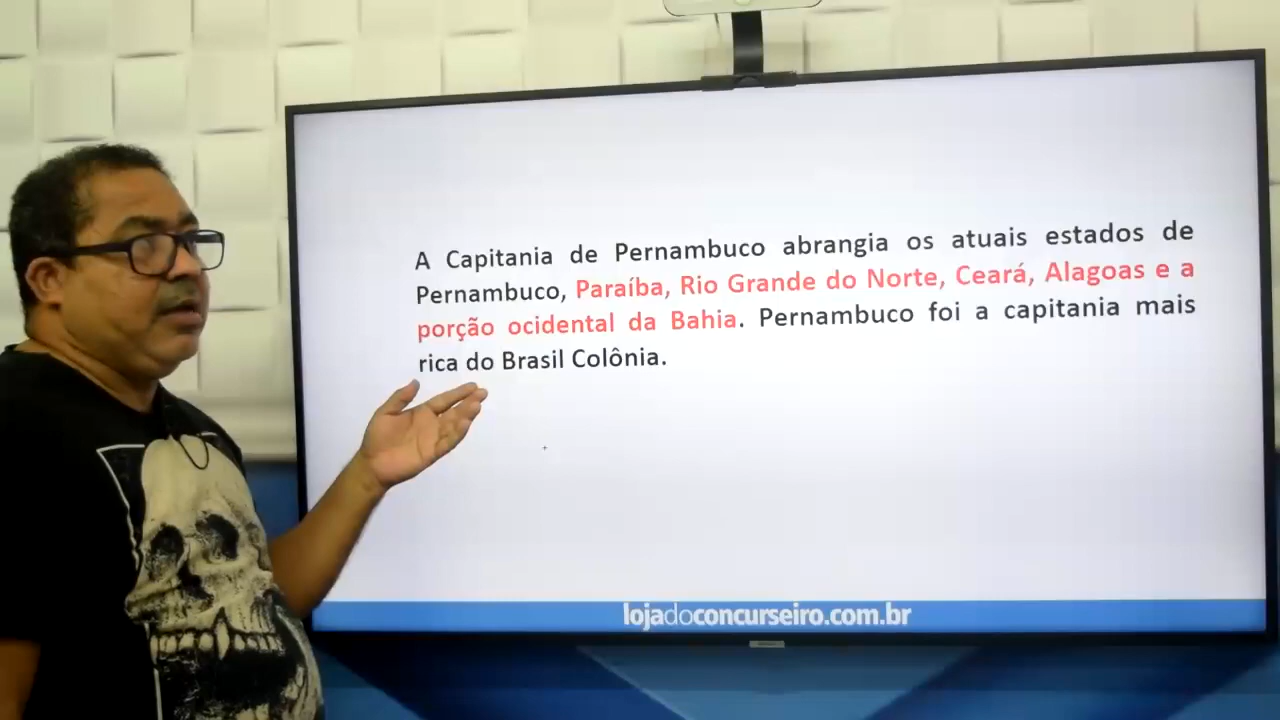 A Capitania de Pernambuco abrangia os atuais estados de
Pernambuco, Paraíba, Rio Grande do Norte, Ceará, Alagoas e a
porção ocidental da Bahia. Pernambuco foi a capitania mais
rica do Brasil Colônia.
lojadoconcurseiro.com.br